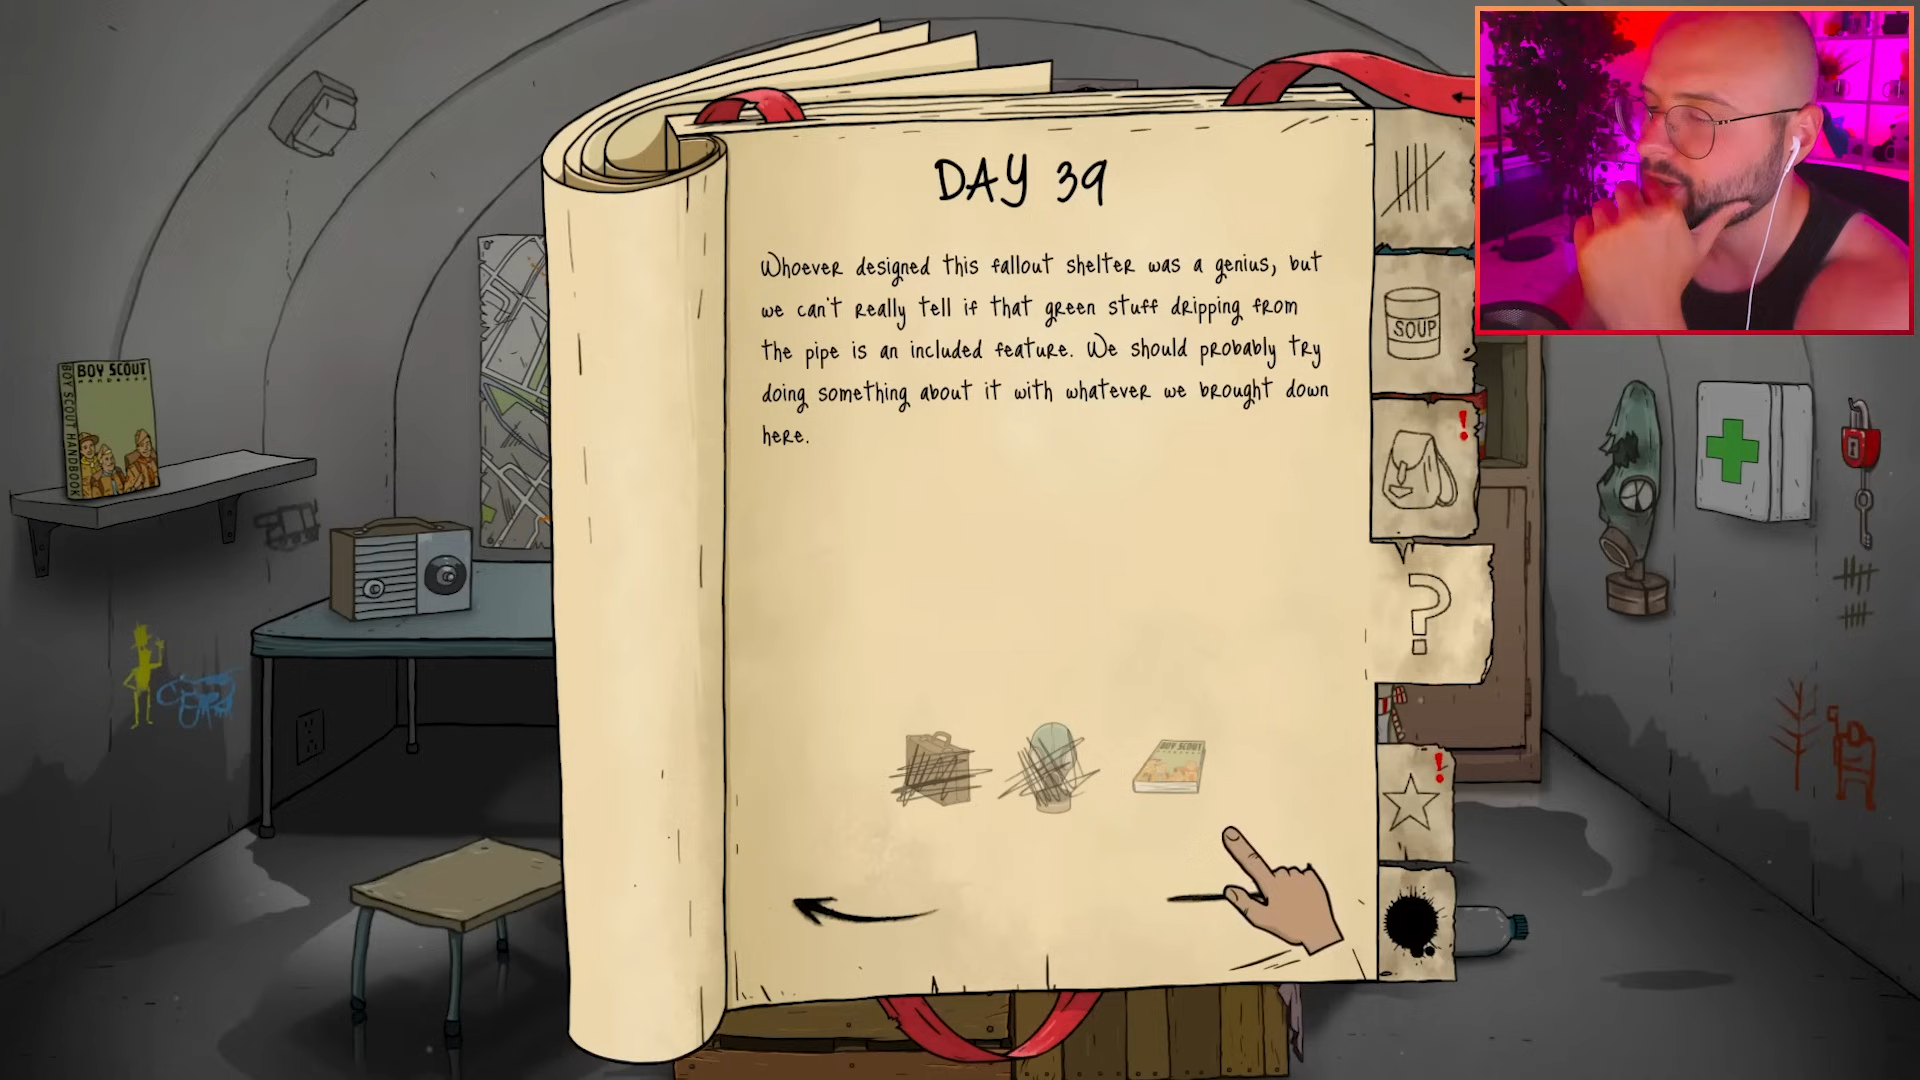 DAY 39
Whoever designed this fallout shelter was a genius, but
we can't really tell if that green stuff dripping from
the pipe is an included feature. We should probably try
doing something about it with whatever we brought down
here.
BOY SCOUT
HANDBOOK
BOY SCOUT HANDBOOK
SOUP
!
?
!
BOY SCOUT